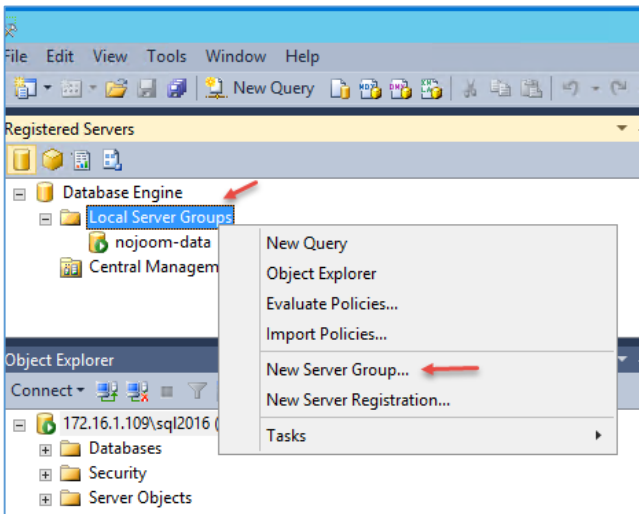 File Edit View Tools Window Help
New Query
Registered Servers
Database Engine
Local Server Groups
nojoom-data
Central Managem
New Query
Object Explorer
Evaluate Policies...
Import Policies...
New Server Group...
New Server Registration...
Tasks
Object Explorer
Connect
172.16.1.109\sql2016 (
Databases
Security
Server Objects